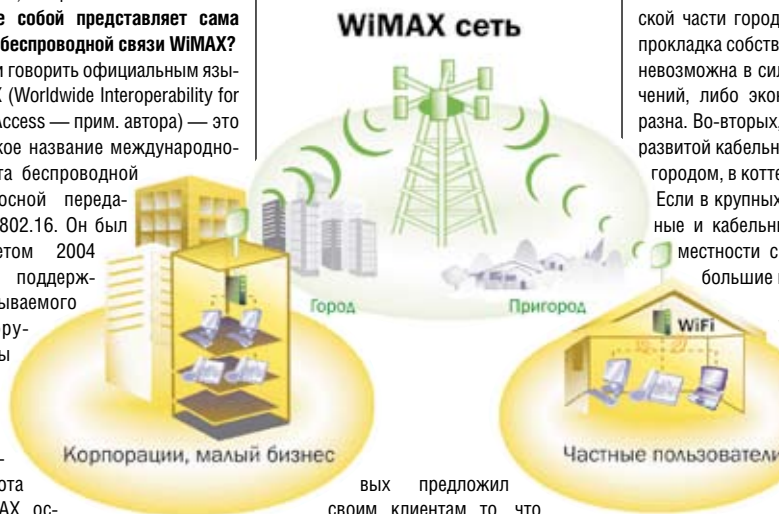 е собой представляет сама
беспроводной связи WiMAX?
и говорить официальным язы-
X (Worldwide Interoperability for
Access — прим. автора) — это
кое название международно-
та беспроводной
осной переда-
802.16. Он был
етом 2004
поддерж-
ываемого
ору-
ы
ота
AX ос-
WiMAX сеть
Город
Пригород
WiFi
Корпорации, малый бизнес
Частные пользователи
вых предложил
своим клиентам то, что
ской части город
прокладка собств
невозможна в сил
чений, либо экон
разна. Во-вторых,
развитой кабельн
городом, в котте
Если в крупных
ные и кабельн
местности с
большие